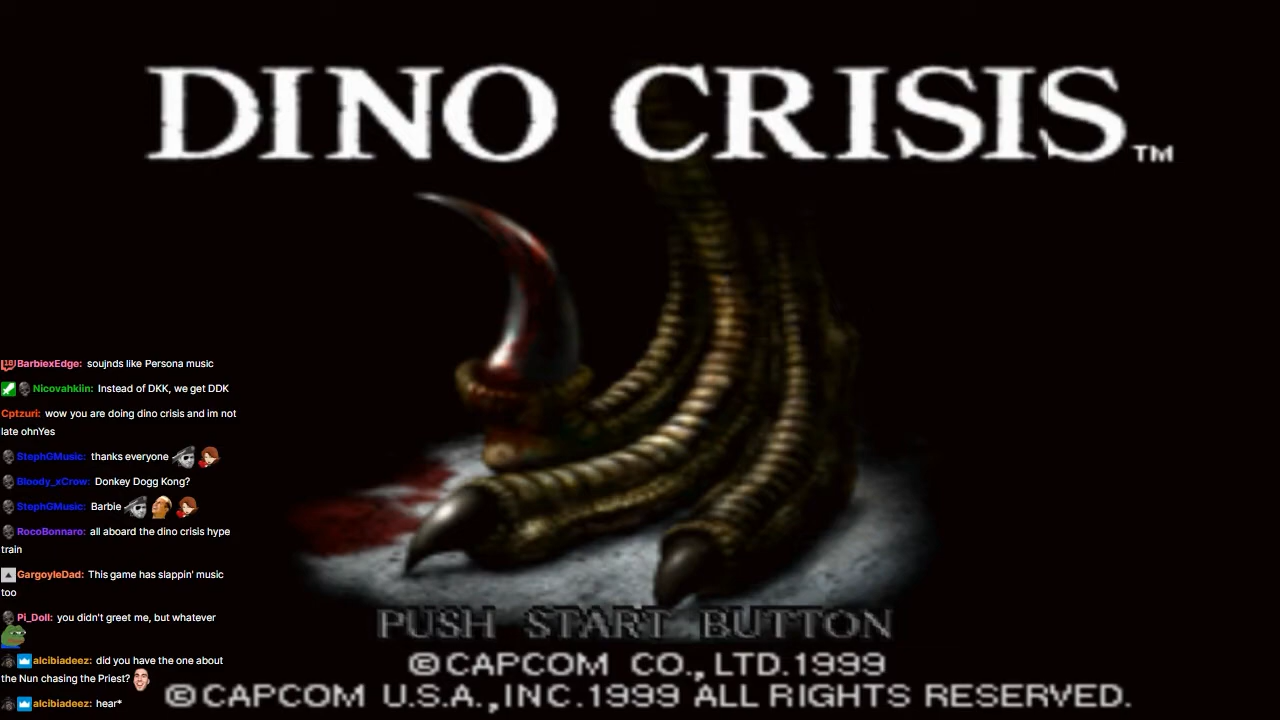 DINO CRISIS™
BarbiexEdge: soujnds like Persona music
Nicovahkiin: Instead of DKK, we get DDK
Cptzuri: wow you are doing dino crisis and im not
late ohnYes
StephGMusic: thanks everyone
Bloody_xCrow: Donkey Dogg Kong?
StephGMusic: Barbie
RocoBonnaro: all aboard the dino crisis hype
train
GargoyleDad: This game has slappin' music
too
Pi_Doll: you didn't greet me, but whatever
alcibiadeez: did you have the one about
the Nun chasing the Priest?
alcibiadeez: hear*
PUSH START BUTTON
©CAPCOM CO.,LTD.1999
©CAPCOM U.S.A.,INC.1999 ALL RIGHTS RESERVED.